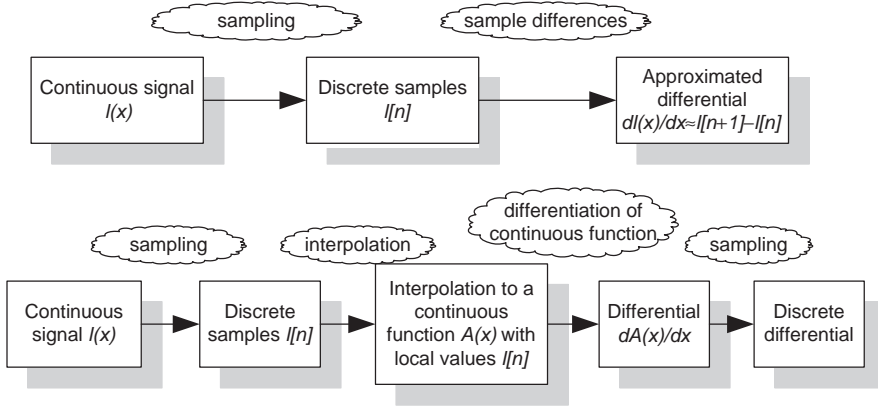 sampling
sample differences
Continuous signal
I(x)
Discrete samples
I[n]
Approximated
differential
dI(x)/dx≈I[n+1]–I[n]
sampling
interpolation
differentiation of
continuous function
sampling
Continuous
signal I(x)
Discrete
samples I[n]
Interpolation to a
continuous
function A(x) with
local values I[n]
Differential
dA(x)/dx
Discrete
differential